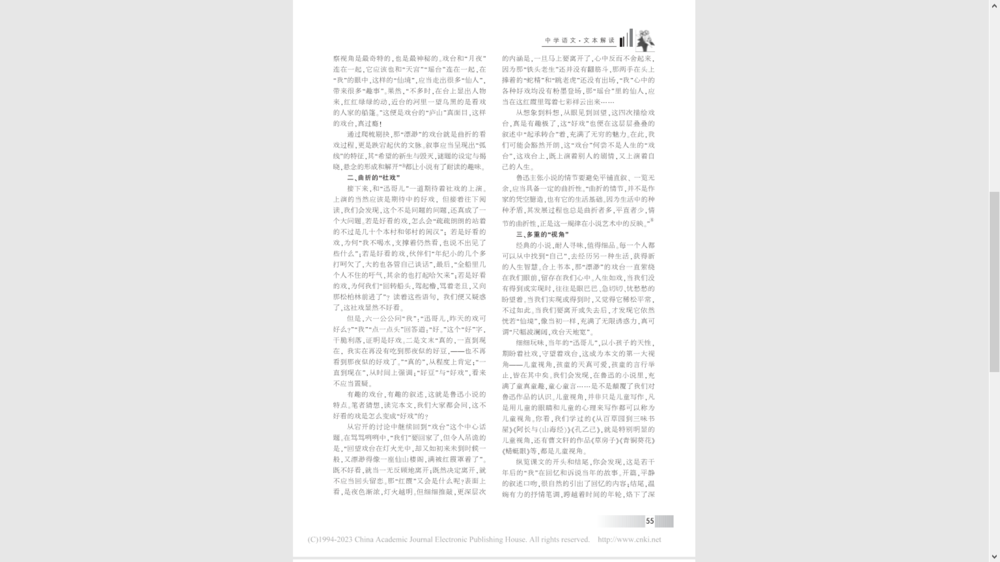 中学语文·文本解读
察视角是最奇特的,也是最神秘的。戏台和“月夜”
连在一起,它应该也和“天宫”“瑶台”连在一起,在
“我”的眼中,这样的“仙境”,应当走出很多“仙人”,
带来很多“趣事”。果然,“不多时,在台上显出人物
来,红红绿绿的动,近台的河里一望乌黑的是看戏
的人家的船篷。”这便是戏台的“庐山”真面目,这样
的戏台,真过瘾!
通过爬梳剔抉,那“漂渺”的戏台就是曲折的看
戏过程,更是跌宕起伏的文脉。叙事应当呈现出“弧
线”的特征,其“希望的新生与毁灭,谜题的设定与揭
晓,悬念的形成和解开”③都让小说有了耐读的趣味。
二、曲折的“社戏”
接下来,和“迅哥儿”一道期待着社戏的上演。
上演的当然应该是期待中的好戏, 但接着往下阅
读,我们会发现,这个不是问题的问题,还真成了一
个大问题。若是好看的戏,怎么会“疏疏朗朗的站着
的不过是几十个本村和邻村的闲汉”; 若是好看的
戏,为何“我不喝水,支撑着仍然看,也说不出见了
些什么”;若是好看的戏,伙伴们“年纪小的几个多
打呵欠了,大的也各管自己谈话”,最后,“全船里几
个人不住的吁气,其余的也打起哈欠来”;若是好看
的戏,为何我们“回转船头,驾起橹,骂着老旦,又向
那松柏林前进了”? 读着这些语句, 我们便又疑惑
了,这社戏显然不好看。
但是,六一公公问“我”:“迅哥儿,昨天的戏可
好么?”“我”“点一点头”回答道:“好。”这个“好”字,
干脆利落,证明是好戏。二是文末“真的,一直到现
在, 我实在再没有吃到那夜似的好豆,——也不再
看到那夜似的好戏了。”“真的”,从程度上肯定;“一
直到现在”,从时间上强调;“好豆”与“好戏”,看来
不应当置疑。
有趣的戏台,有趣的叙述,这就是鲁迅小说的
特点。笔者猜想,读完本文,我们大家都会问,这不
好看的戏是怎么变成“好戏”的?
从宕开的讨论中继续回到“戏台”这个中心话
题。在骂骂咧咧中,“我们”要回家了,但令人吊诡的
是,“回望戏台在灯火光中,却又如初来未到时候一
般,又漂渺得像一座仙山楼阁,满被红霞罩着了”。
既不好看,就当一无反顾地离开;既然决定离开,就
不应当回头留恋。那“红霞”又会是什么呢?表面上
看,是夜色渐浓,灯火越明。但细细推敲,更深层次
的内涵是,一旦马上要离开了,心中反而不舍起来,
因为那“铁头老生”还并没有翻筋斗,那两手在头上
捧着的“蛇精”和“跳老虎”还没有出场,“我”心中的
各种好戏均没有粉墨登场,那“瑶台”里的仙人,应
当在这红霞里驾着七彩祥云出来……
从想象到料想,从眼见到回望,这四次描绘戏
台,真是有趣极了,这“好戏”也便在这层层叠叠的
叙述中“起承转合”着,充满了无穷的魅力。在此,我
们可能会豁然开朗,这“戏台”何尝不是人生的“戏
台”,这戏台上,既上演着别人的剧情,又上演着自
己的人生。
鲁迅主张小说的情节要避免平铺直叙、一览无
余,应当具备一定的曲折性。“曲折的情节,并不是作
家的凭空臆造,也有它的生活基础。因为生活中的种
种矛盾,其发展过程也总是曲折者多,平直者少,情
节的曲折性,正是这一规律在小说艺术中的反映。”④
三、多重的“视角”
经典的小说,耐人寻味,值得细品。每一个人都
可以从中找到“自己”,去经历另一种生活,获得新
的人生智慧。合上书本,那“漂渺”的戏台一直萦绕
在我们眼前,留存在我们心中。人生如戏,当我们没
有得到或实现时,往往是眼巴巴、急切切、忧愁愁的
盼望着。当我们实现或得到时,又觉得它稀松平常,
不过如此。当我们要离开或失去后,才发现它依然
恍若“仙境”,像当初一样,充满了无限诱惑力,真可
谓“尺幅波澜阔,戏台天地宽”。
细细玩味,当年的“迅哥儿”,以小孩子的天性,
期盼着社戏,守望着戏台,这成为本文的第一大视
角——儿童视角,孩童的天真可爱,孩童的言行举
止,皆在其中矣。我们会发现,在鲁迅的小说里,充
满了童真童趣,童心童言……是不是颠覆了我们对
鲁迅作品的认识。儿童视角,并非只是儿童写作,凡
是用儿童的眼睛和儿童的心理来写作都可以称为
儿童视角。你看,我们学过的《从百草园到三味书
屋》《阿长与〈山海经〉》《孔乙己》,就是特别明显的
儿童视角,还有曹文轩的作品《草房子》《青铜葵花》
《蜻蜓眼》等,都是儿童视角。
纵览课文的开头和结尾,你会发现,这是若干
年后的“我”在回忆和诉说当年的故事。开篇,平静
的叙述口吻,很自然的引出了回忆的内容;结尾,温
婉有力的抒情笔调,跨越着时间的年轮,烙下了深
55
(C)1994-2023 China Academic Journal Electronic Publishing House. All rights reserved. http://www.cnki.net